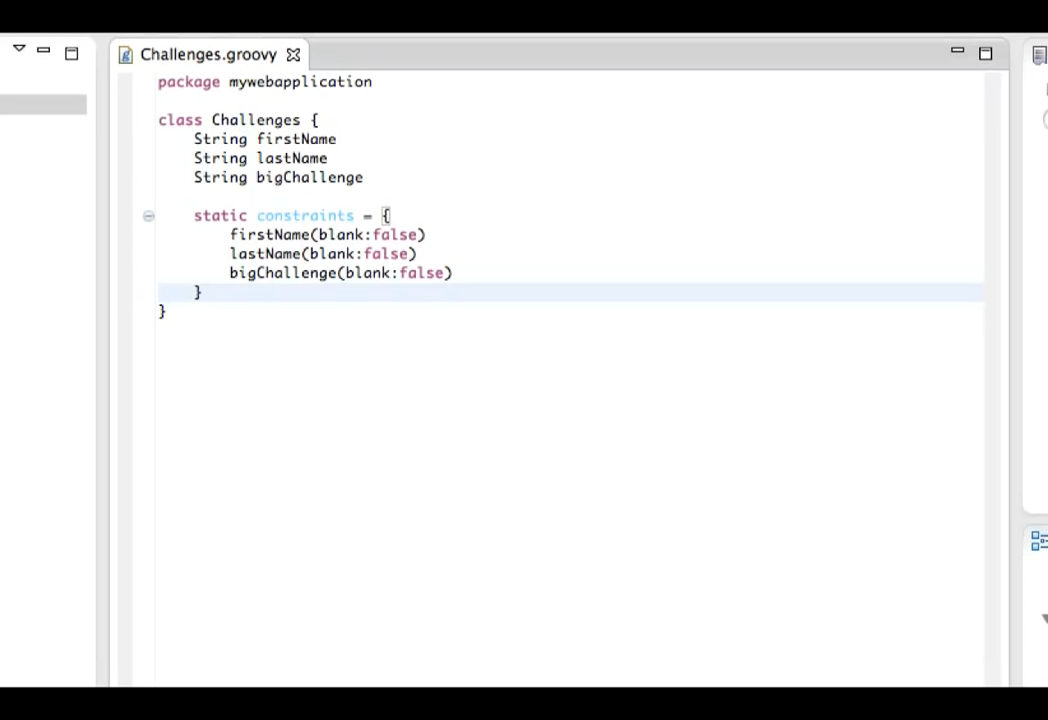 Challenges.groovy
package mywebapplication
class Challenges {
String firstName
String lastName
String bigChallenge
static constraints = {
firstName(blank:false)
lastName(blank:false)
bigChallenge(blank:false)
}
}